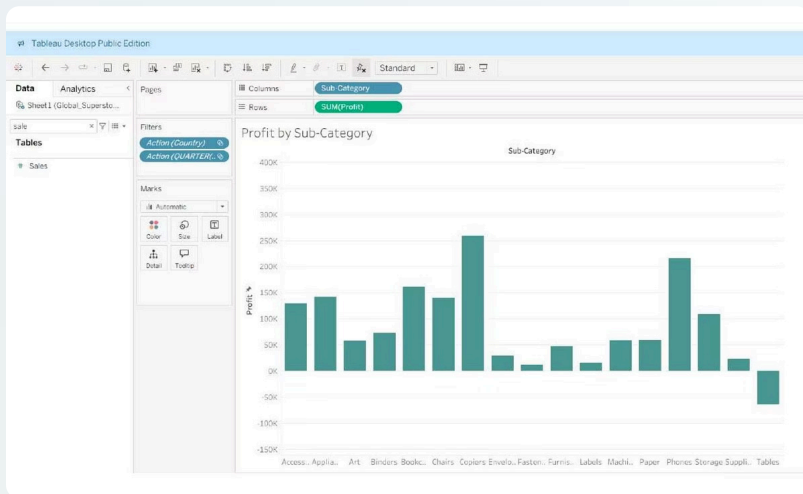 Tableau Desktop Public Edition
Standard
Data Analytics
Sheet1 (Global_Supersto...
sale
Tables
Sales
Pages
Filters
Action (Country)
Action (QUARTER(..
Marks
Automatic
Color Size Label
Detail Tooltip
Columns Sub-Category
Rows SUM(Profit)
Profit by Sub-Category
Sub-Category
400K
350K
300K
250K
200K
150K
100K
50K
0K
-50K
-100K
-150K
Profit
Access.. Applia.. Art Binders Bookc.. Chairs Copiers Envelo.. Fasten.. Furnis.. Labels Machi.. Paper Phones Storage Suppli.. Tables